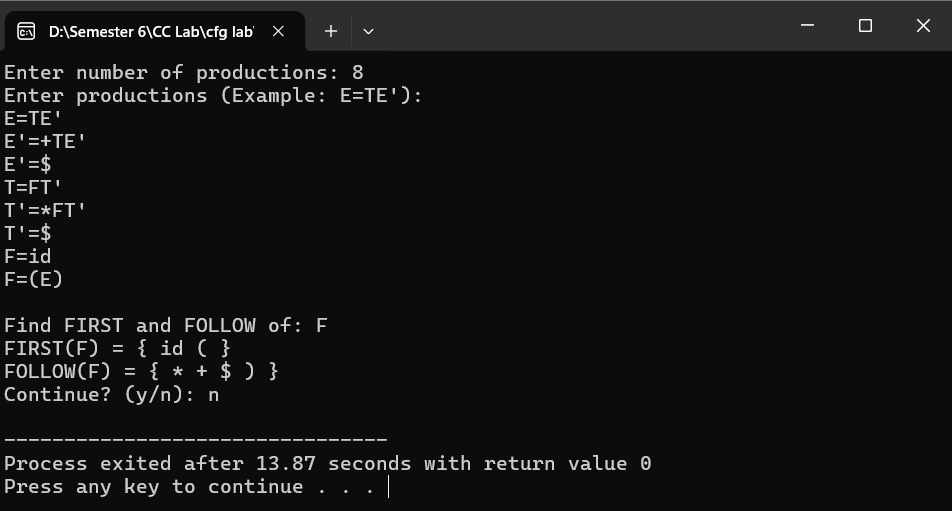 D:\Semester 6\CC Lab\cfg lab'
Enter number of productions: 8
Enter productions (Example: E=TE'):
E=TE'
E'=+TE'
E'=$
T=FT'
T'=*FT'
T'=$
F=id
F=(E)
Find FIRST and FOLLOW of: F
FIRST(F) = { id ( }
FOLLOW(F) = { * + $ ) }
Continue? (y/n): n
--------------------------------
Process exited after 13.87 seconds with return value 0
Press any key to continue . . .